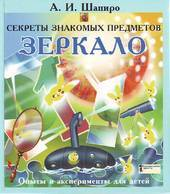 А. И. Шапиро
СЕКРЕТЫ ЗНАКОМЫХ ПРЕДМЕТОВ
ЗЕРКАЛО
Опыты и эксперименты для детей